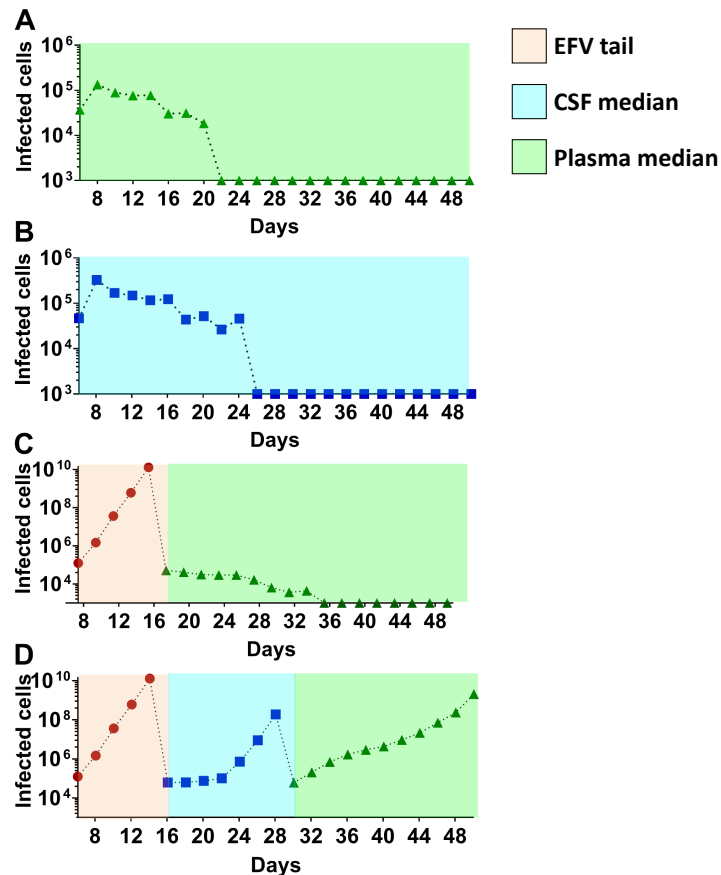 A
Infected cells
10^6
10^5
10^4
10^3
8 12 16 20 24 28 32 36 40 44 48
Days
EFV tail
CSF median
Plasma median
B
Infected cells
10^6
10^5
10^4
10^3
8 12 16 20 24 28 32 36 40 44 48
Days
C
Infected cells
10^10
10^8
10^6
10^4
8 12 16 20 24 28 32 36 40 44 48
Days
D
Infected cells
10^10
10^8
10^6
10^4
8 12 16 20 24 28 32 36 40 44 48
Days